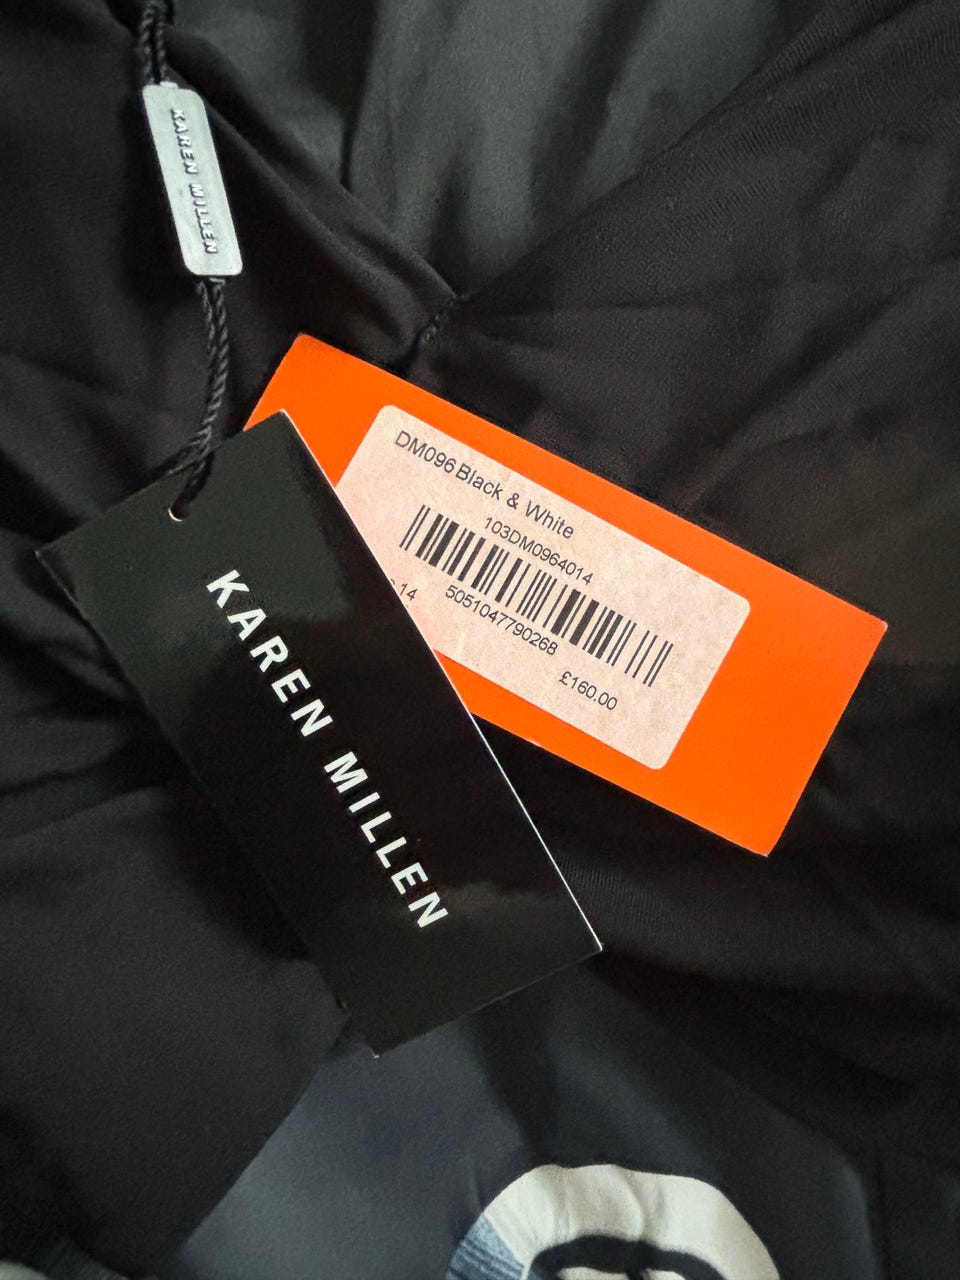 KAREN MILLEN
DM096 Black & White
103DM0964014
14
5051047790268
£160.00
KAREN MILLEN